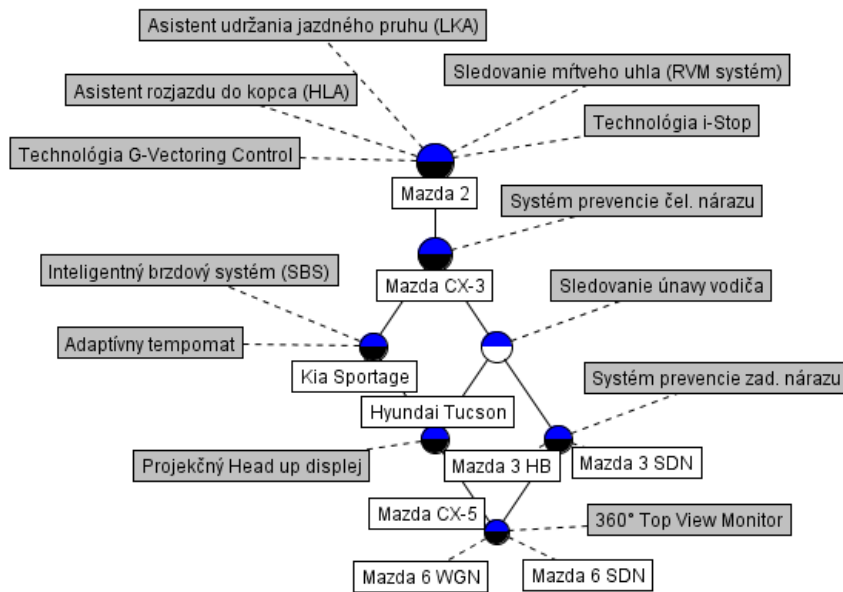 Asistent udržania jazdného pruhu (LKA)
Sledovanie mŕtveho uhla (RVM systém)
Asistent rozjazdu do kopca (HLA)
Technológia i-Stop
Technológia G-Vectoring Control
Mazda 2
Systém prevencie čel. nárazu
Inteligentný brzdový systém (SBS)
Mazda CX-3
Sledovanie únavy vodiča
Adaptívny tempomat
Kia Sportage
Systém prevencie zad. nárazu
Hyundai Tucson
Projekčný Head up displej
Mazda 3 HB
Mazda 3 SDN
Mazda CX-5
360° Top View Monitor
Mazda 6 WGN
Mazda 6 SDN